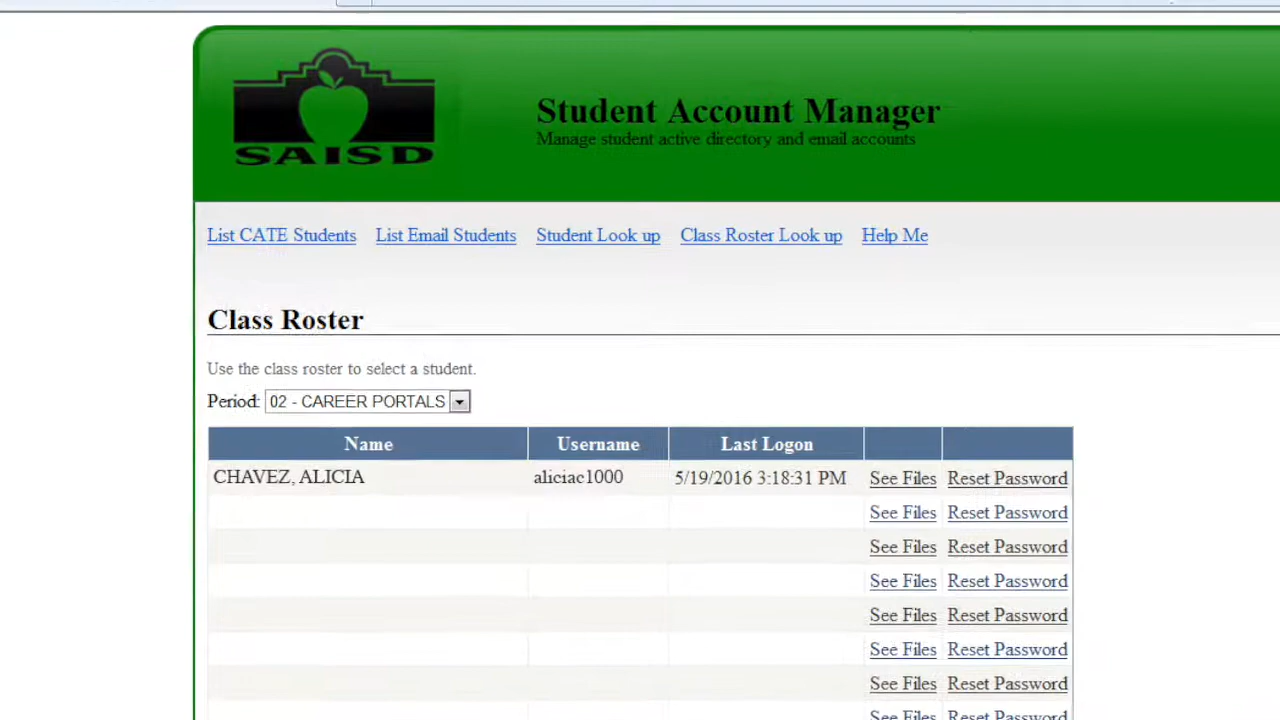 SAISD
Student Account Manager
Manage student active directory and email accounts
List CATE Students List Email Students Student Look up Class Roster Look up Help Me
Class Roster
Use the class roster to select a student.
Period: 02 - CAREER PORTALS
Name Username Last Logon
CHAVEZ, ALICIA aliciac1000 5/19/2016 3:18:31 PM See Files Reset Password
See Files Reset Password
See Files Reset Password
See Files Reset Password
See Files Reset Password
See Files Reset Password
See Files Reset Password
See Files Reset Password